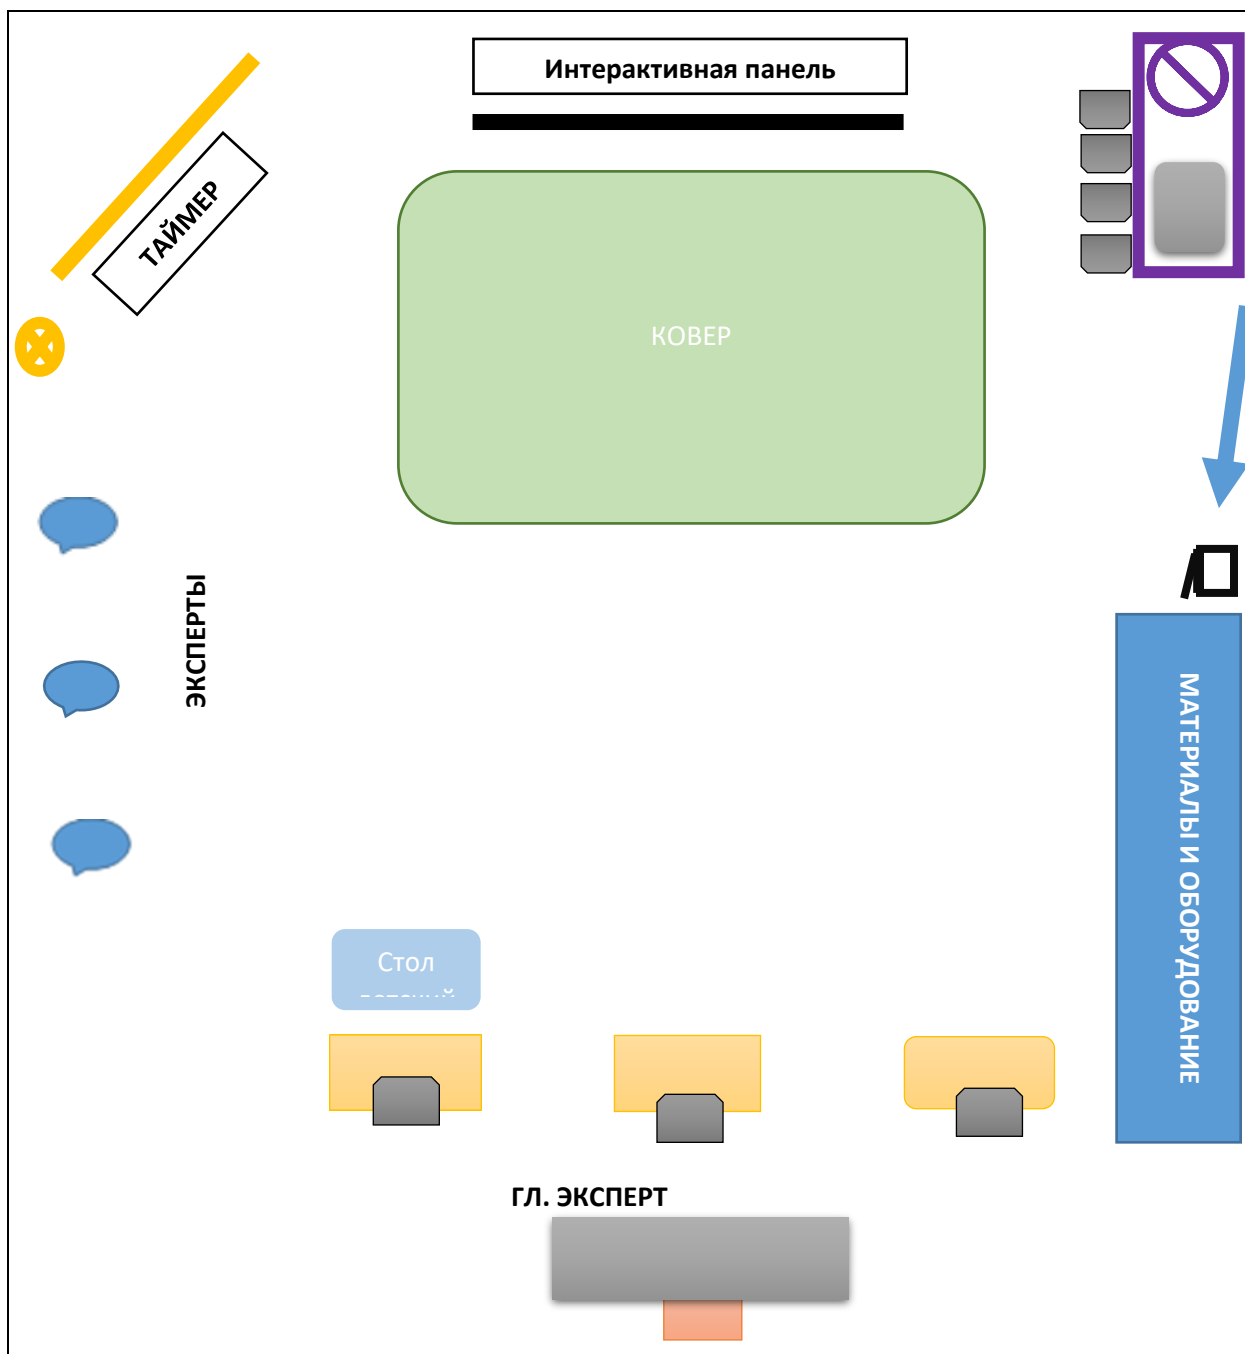 Интерактивная панель
ТАЙМЕР
КОВЕР
ЭКСПЕРТЫ
МАТЕРИАЛЫ И ОБОРУДОВАНИЕ
Стол
ГЛ. ЭКСПЕРТ